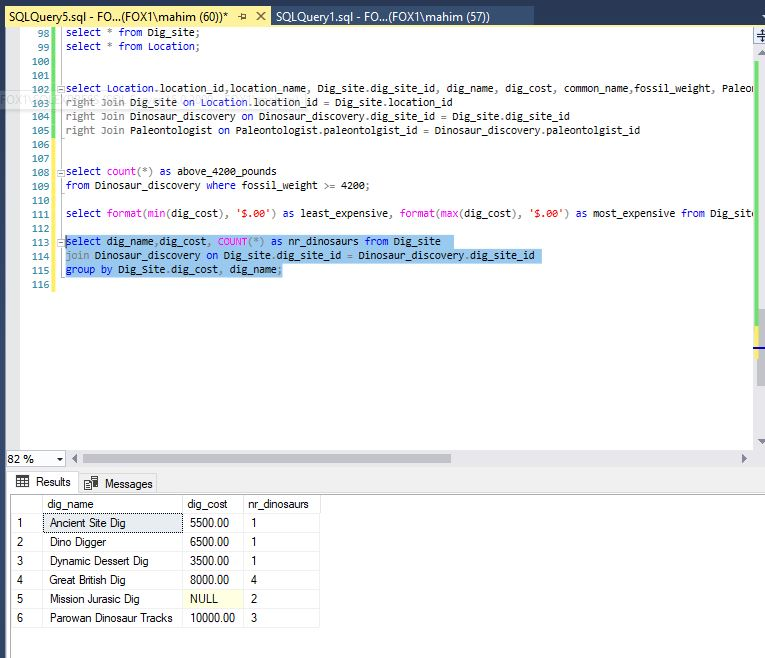 SQLQuery5.sql - FO...(FOX1\mahim (60))* SQLQuery1.sql - FO...(FOX1\mahim (57))
98 select * from Dig_site;
99 select * from Location;
100
101
102 select Location.location_id,location_name, Dig_site.dig_site_id, dig_name, dig_cost, common_name,fossil_weight, Paleon
103 right Join Dig_site on Location.location_id = Dig_site.location_id
104 right Join Dinosaur_discovery on Dinosaur_discovery.dig_site_id = Dig_site.dig_site_id
105 right Join Paleontologist on Paleontologist.paleontolgist_id = Dinosaur_discovery.paleontolgist_id
106
107
108 select count(*) as above_4200_pounds
109 from Dinosaur_discovery where fossil_weight >= 4200;
110
111 select format(min(dig_cost), '$.00') as least_expensive, format(max(dig_cost), '$.00') as most_expensive from Dig_site
112
113 select dig_name,dig_cost, COUNT(*) as nr_dinosaurs from Dig_site
114 join Dinosaur_discovery on Dig_site.dig_site_id = Dinosaur_discovery.dig_site_id
115 group by Dig_Site.dig_cost, dig_name;
116
82 %
Results Messages
dig_name dig_cost nr_dinosaurs
1 Ancient Site Dig 5500.00 1
2 Dino Digger 6500.00 1
3 Dynamic Dessert Dig 3500.00 1
4 Great British Dig 8000.00 4
5 Mission Jurasic Dig NULL 2
6 Parowan Dinosaur Tracks 10000.00 3